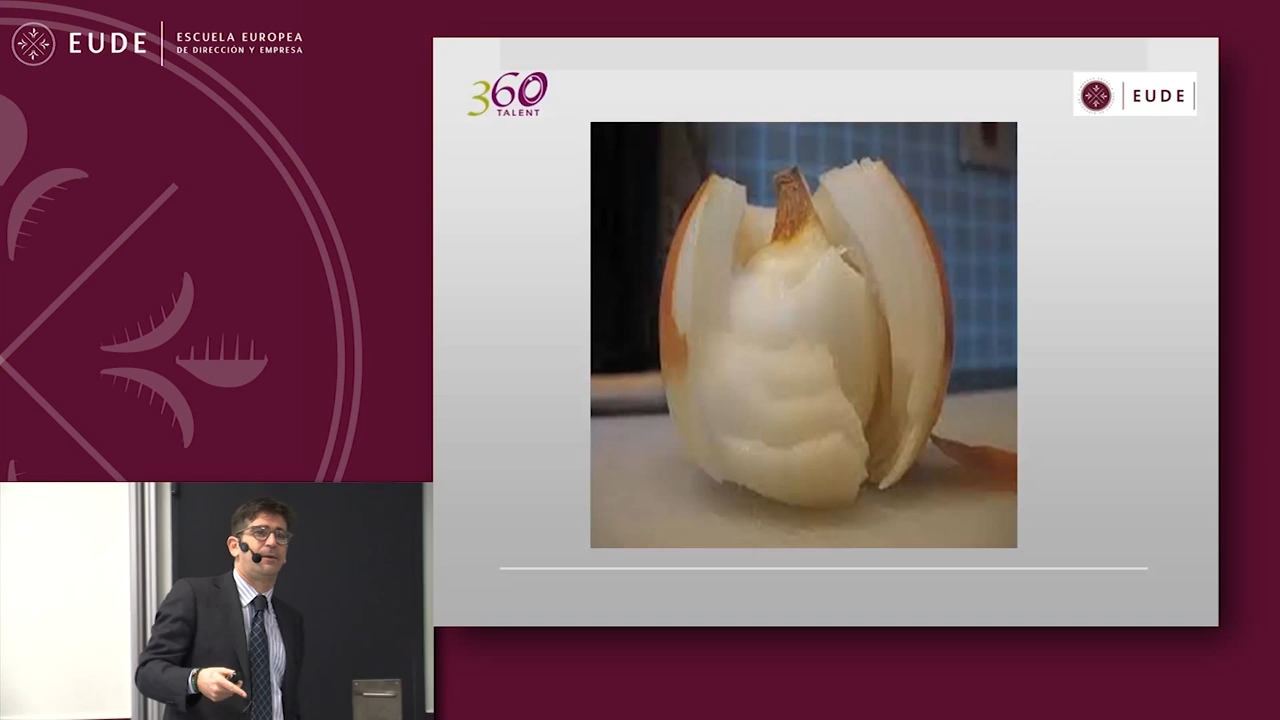 EUDE
ESCUELA EUROPEA
DE DIRECCIÓN Y EMPRESA
360
TALENT
EUDE